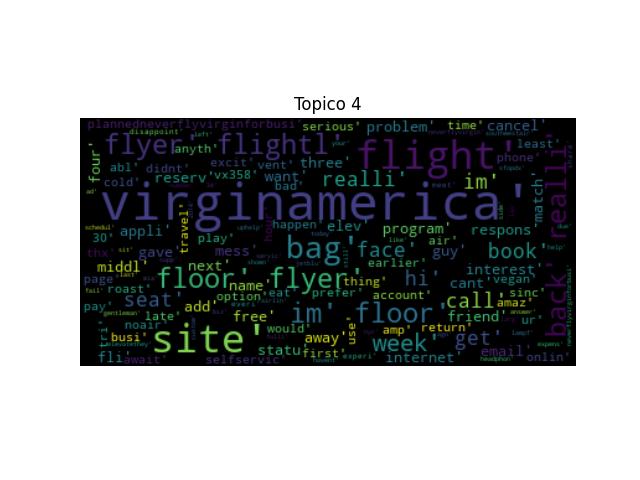 Topico 4
plannedneverflyvirginforbusi'
serious'
problem'
time'
cancel'
disappoint'
left'
flyer'
flightl'
anyth'
flight'
your'
least'
four'
abl'
didnt'
excit'
vent'
three'
phone'
cold'
reserv'
vx358'
want'
realli'
im'
bad'
match'
realli'
virginamerica'
30'
appli'
travel'
happen'
elev'
program'
respons
play'
like'
air'
thx'
gave'
mess'
bag'
face'
guy'
book'
earlier'
middl'
next'
interest'
page'
floor'
flyer'
name'
thing'
hi'
cant'
vegan'
roast'
option'
eat'
prefer'
account'
sinc'
amaz'
seat'
add'
im'
floor'
call'
back'
pay'
gentleman'
late'
free'
friend'
ur'
noair'
site'
would'
use'
away'
amp'
return'
tri'
busi'
week'
get'
fli'
await'
selfservic'
statu'
first'
experi'
internet'
email'
onlin'
headphon'